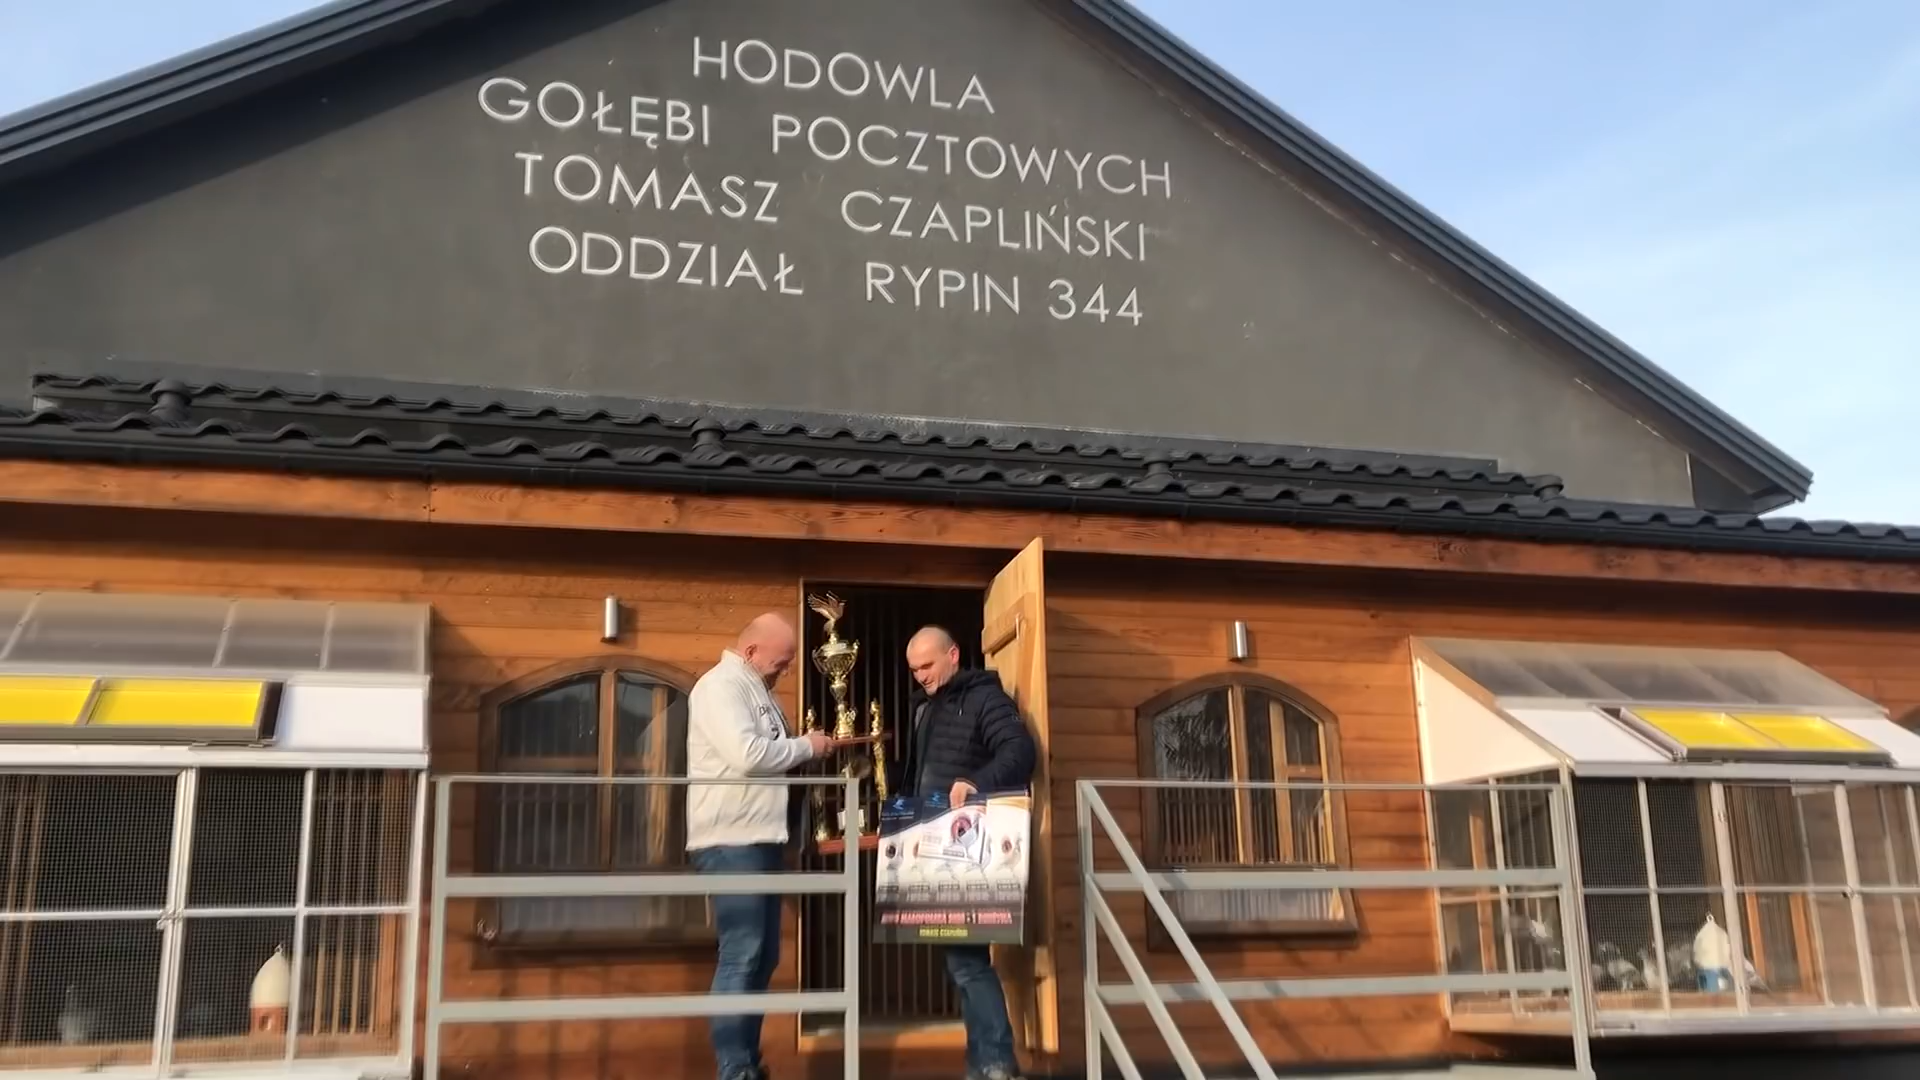 HODOWLA
GOŁĘBI POCZTOWYCH
TOMASZ CZAPLIŃSKI
ODDZIAŁ RYPIN 344